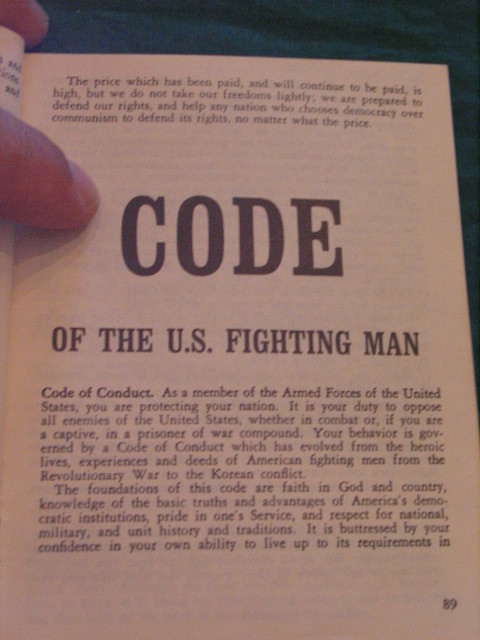 and
tions
and
The price which has been paid, and will continue to be paid, is
high, but we do not take our freedoms lightly; we are prepared to
defend our rights, and help any nation who chooses democracy over
communism to defend its rights, no matter what the price.
CODE
OF THE U.S. FIGHTING MAN
Code of Conduct. As a member of the Armed Forces of the United
States, you are protecting your nation. It is your duty to oppose
all enemies of the United States, whether in combat or, if you are
a captive, in a prisoner of war compound. Your behavior is gov-
erned by a Code of Conduct which has evolved from the heroic
lives, experiences and deeds of American fighting men from the
Revolutionary War to the Korean conflict.
The foundations of this code are faith in God and country,
knowledge of the basic truths and advantages of America's demo-
cratic institutions, pride in one's Service, and respect for national,
military, and unit history and traditions. It is buttressed by your
confidence in your own ability to live up to its requirements in
89